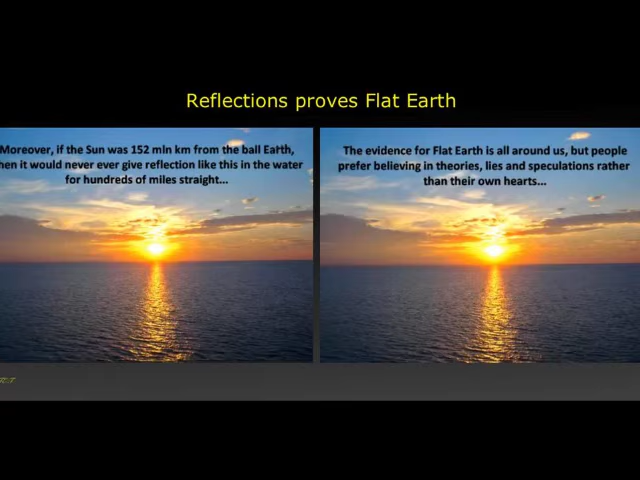 Reflections proves Flat Earth
Moreover, if the Sun was 152 mln km from the ball Earth,
then it would never ever give reflection like this in the water
for hundreds of miles straight...
The evidence for Flat Earth is all around us, but people
prefer believing in theories, lies and speculations rather
than their own hearts...